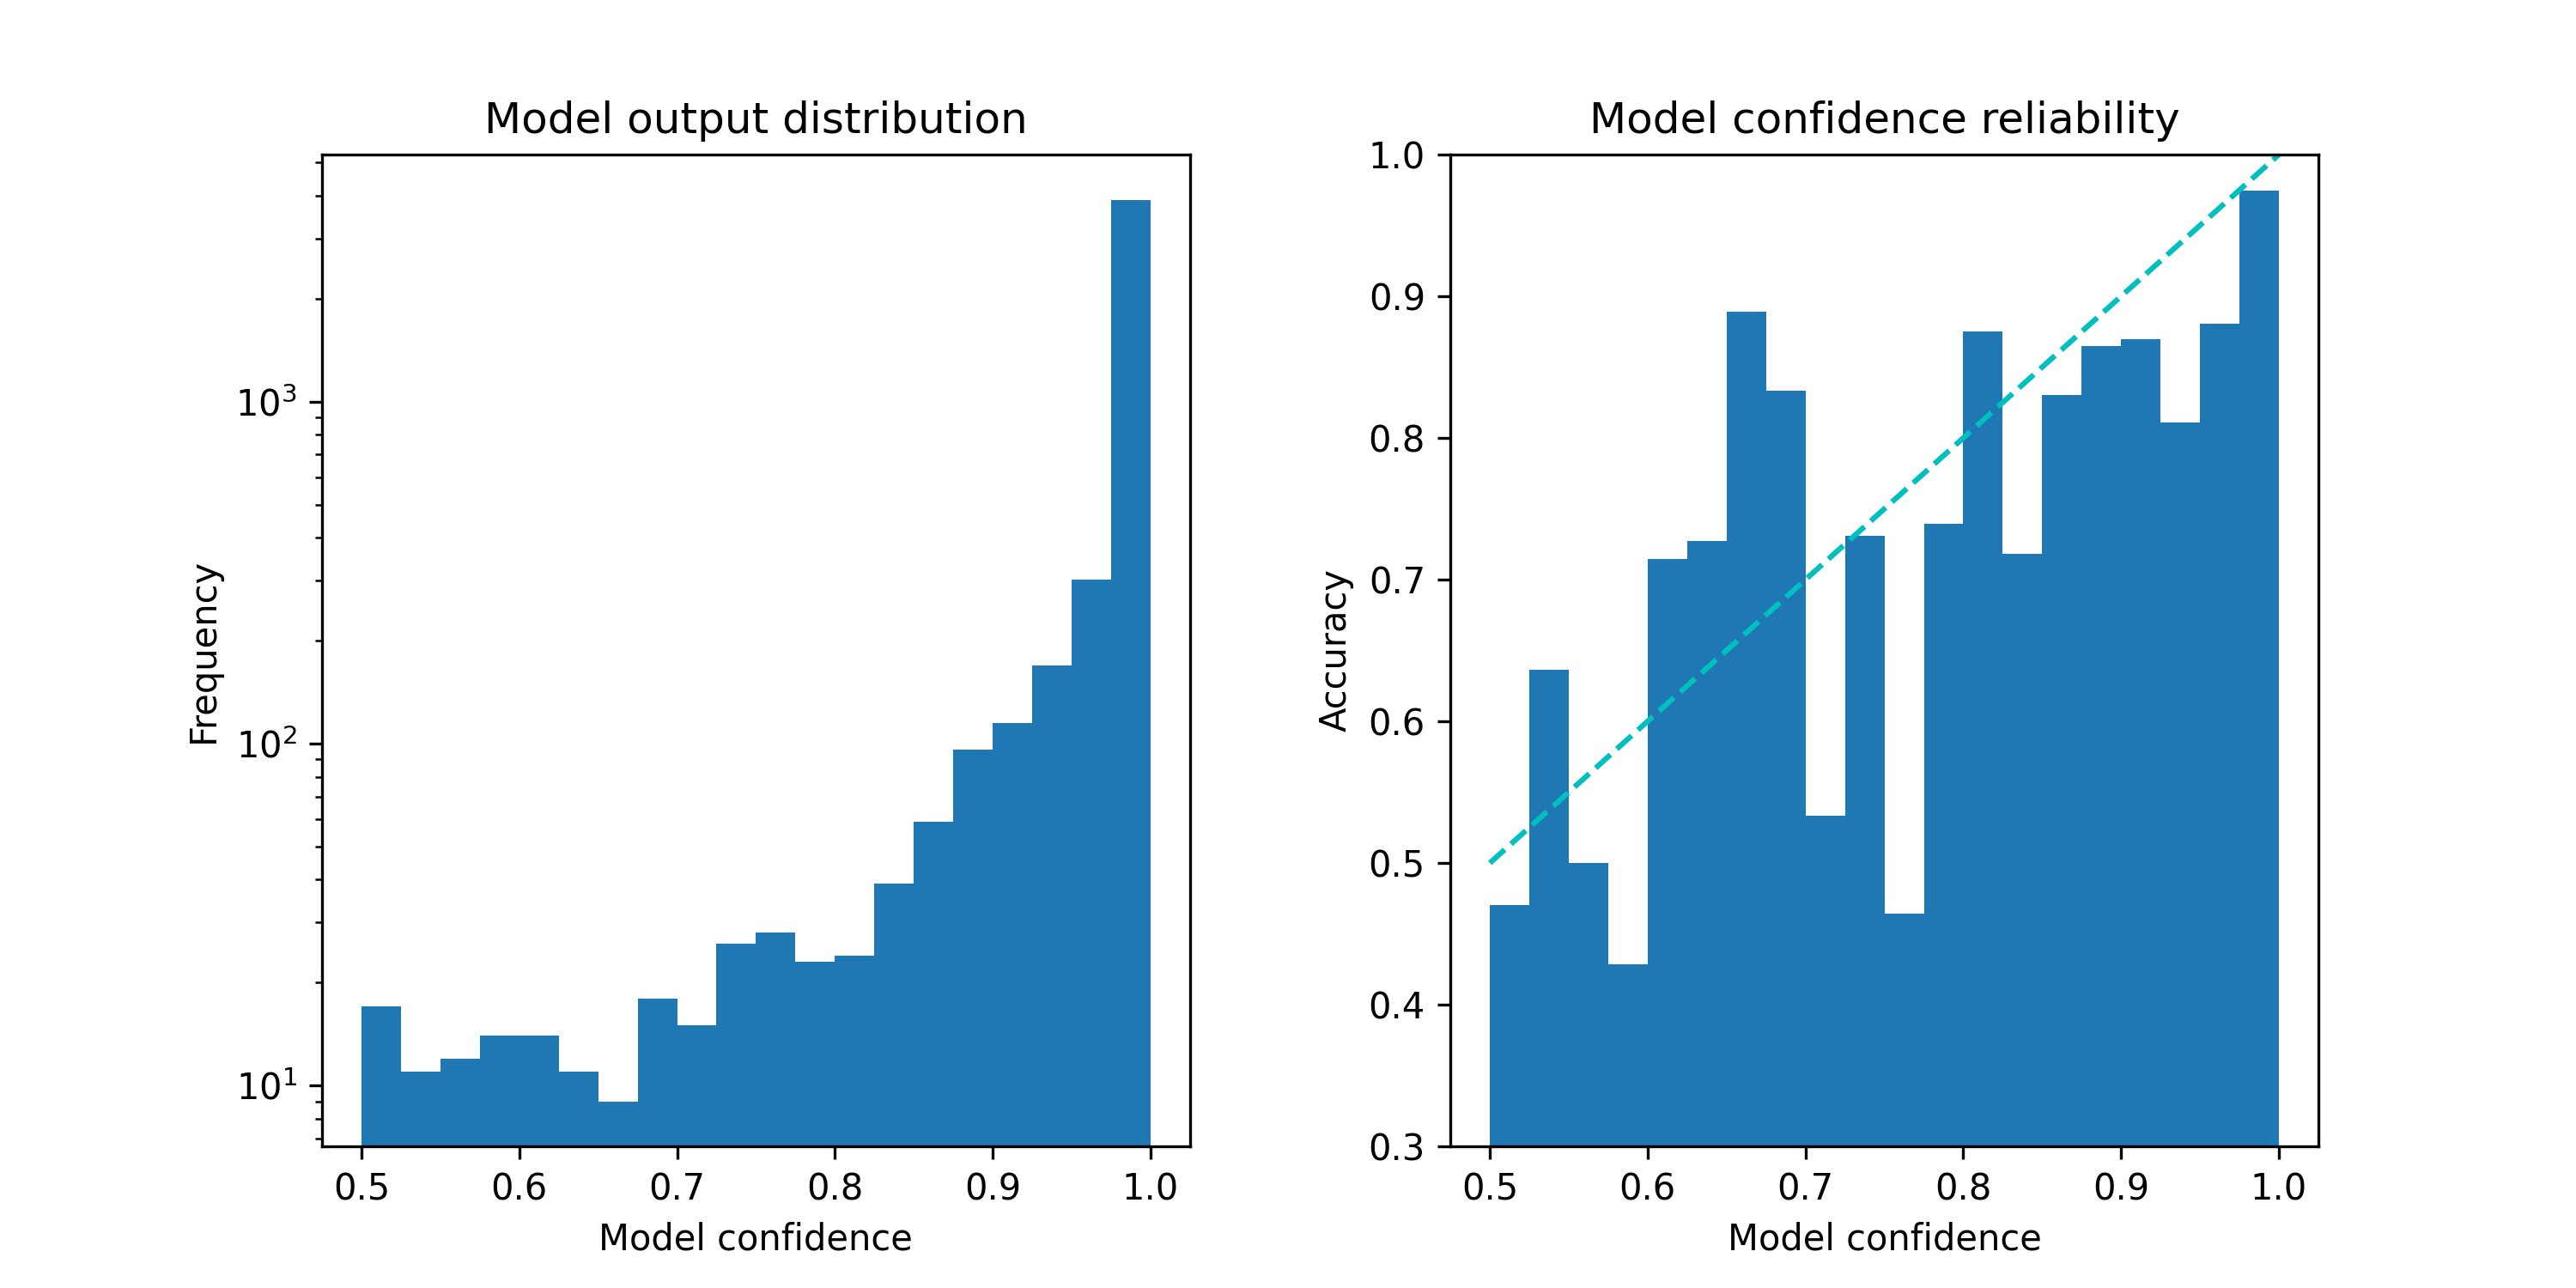 Model output distribution
Frequency
10³
10²
10¹
0.5 0.6 0.7 0.8 0.9 1.0
Model confidence
Model confidence reliability
Accuracy
1.0
0.9
0.8
0.7
0.6
0.5
0.4
0.3
0.5 0.6 0.7 0.8 0.9 1.0
Model confidence